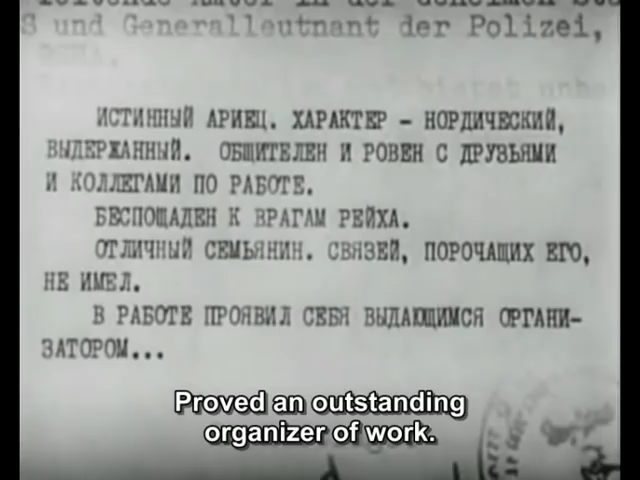 S und Generalleutnant der Polizei,
ИСТИННЫЙ АРИЕЦ. ХАРАКТЕР – НОРДИЧЕСКИЙ,
ВЫДЕРЖАННЫЙ. ОБЩИТЕЛЕН И РОВЕН С ДРУЗЬЯМИ
И КОЛЛЕГАМИ ПО РАБОТЕ.
БЕСПОЩАДЕН К ВРАГАМ РЕЙХА.
ОТЛИЧНЫЙ СЕМЬЯНИН. СВЯЗЕЙ, ПОРОЧАЩИХ ЕГО,
НЕ ИМЕЛ.
В РАБОТЕ ПРОЯВИЛ СЕБЯ ВЫДАЮЩИМСЯ ОРГАНИ-
ЗАТОРОМ...
Proved an outstanding
organizer of work.